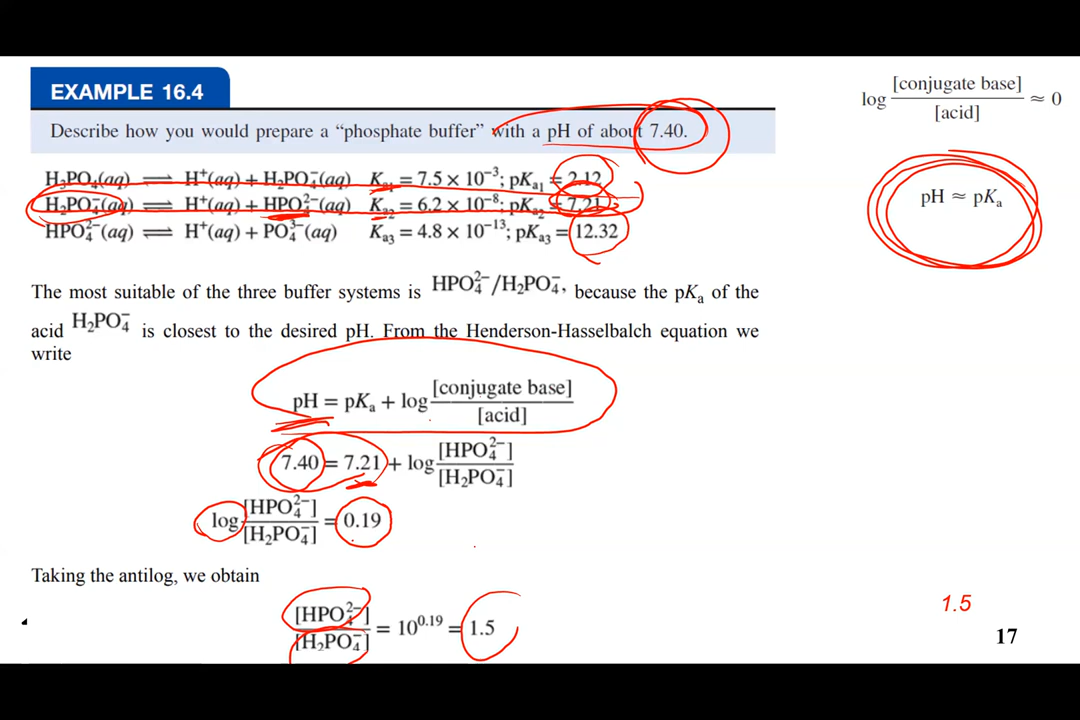 EXAMPLE 16.4
Describe how you would prepare a “phosphate buffer” with a pH of about 7.40.
H₃PO₄(aq) ⇌ H⁺(aq) + H₂PO₄⁻(aq) Kₐ₁ = 7.5 × 10⁻³; pKₐ₁ = 2.12
H₂PO₄⁻(aq) ⇌ H⁺(aq) + HPO₄²⁻(aq) Kₐ₂ = 6.2 × 10⁻⁸; pKₐ₂ = 7.21
HPO₄²⁻(aq) ⇌ H⁺(aq) + PO₄³⁻(aq) Kₐ₃ = 4.8 × 10⁻¹³; pKₐ₃ = 12.32
The most suitable of the three buffer systems is HPO₄²⁻/H₂PO₄⁻, because the pKₐ of the
acid H₂PO₄⁻ is closest to the desired pH. From the Henderson-Hasselbalch equation we
write
pH = pKₐ + log [conjugate base]/[acid]
7.40 = 7.21 + log [HPO₄²⁻]/[H₂PO₄⁻]
log [HPO₄²⁻]/[H₂PO₄⁻] = 0.19
Taking the antilog, we obtain
[HPO₄²⁻]/[H₂PO₄⁻] = 10⁰·¹⁹ = 1.5
log [conjugate base]/[acid] ≈ 0
pH ≈ pKₐ
1.5
17